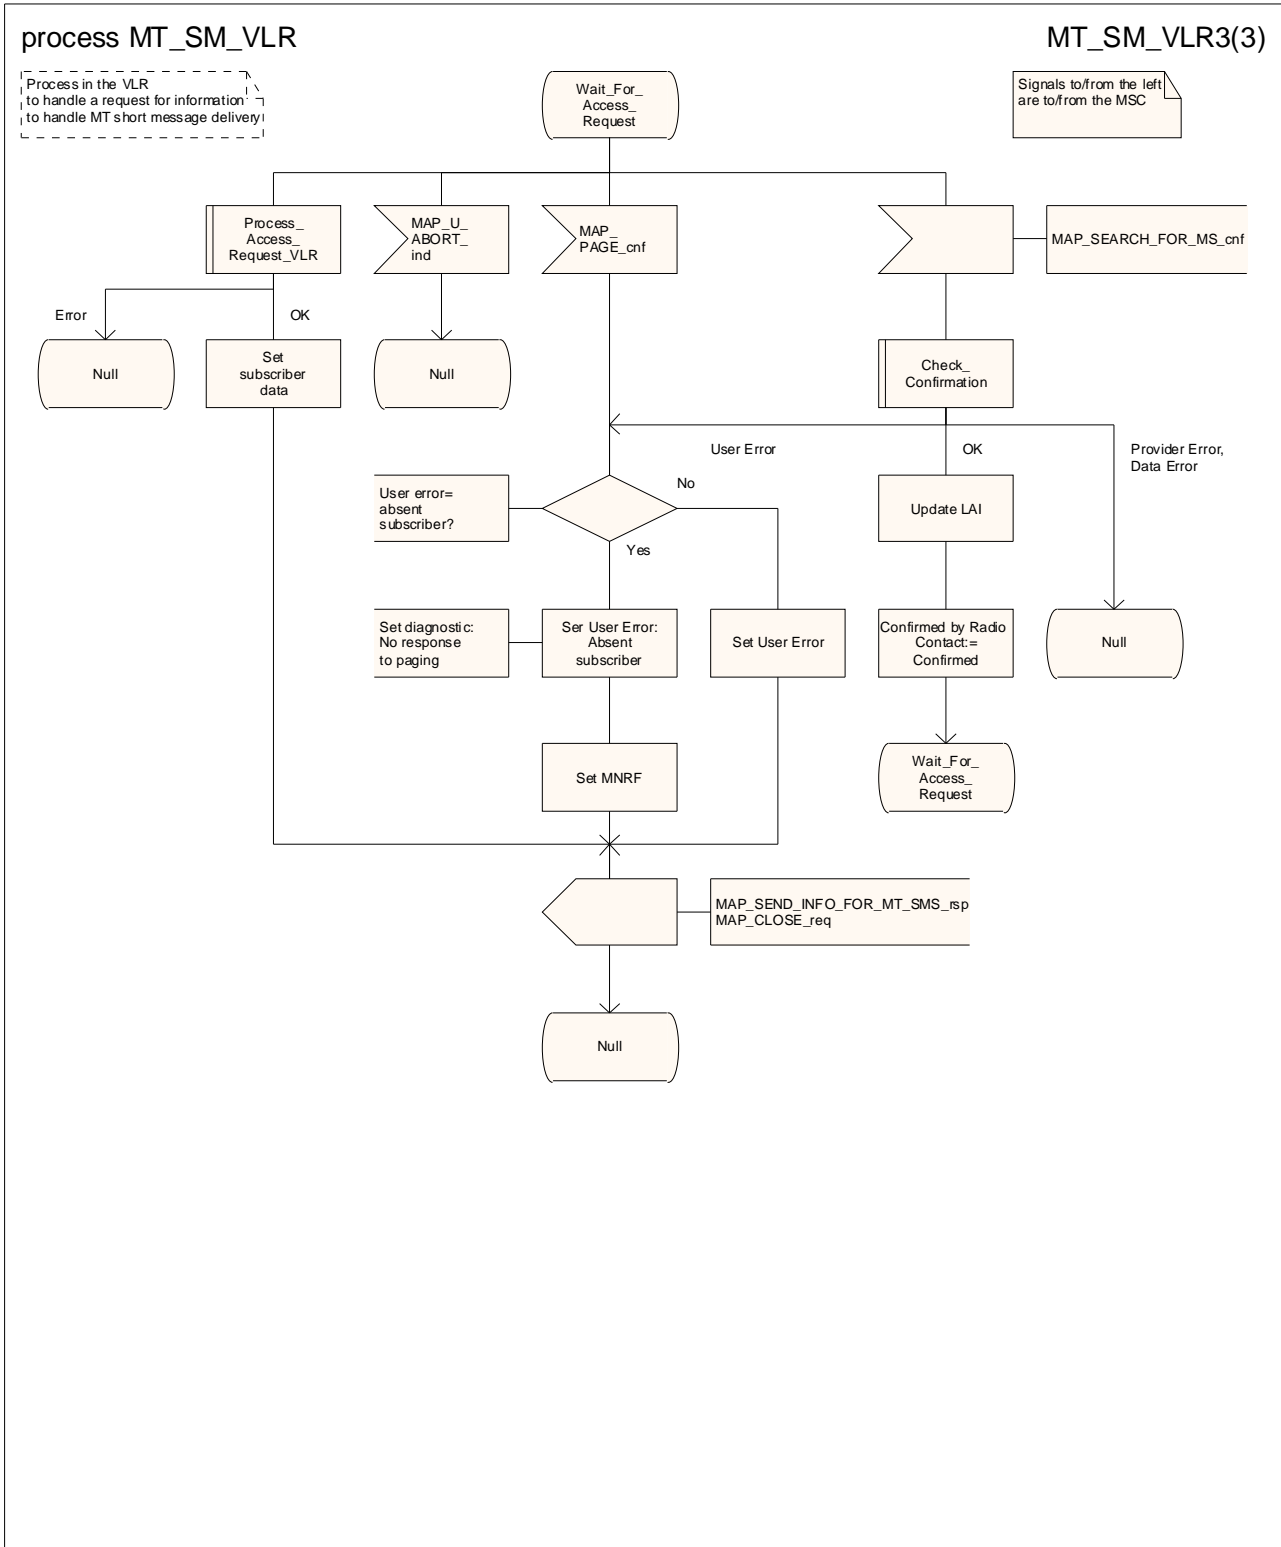 process MT_SM_VLR
MT_SM_VLR3(3)
Process in the VLR
to handle a request for information
to handle MT short message delivery
Wait_For_
Access_
Request
Signals to/from the left
are to/from the MSC
Process_
Access_
Request_VLR
MAP_U_
ABORT_
ind
MAP_
PAGE_cnf
MAP_SEARCH_FOR_MS_cnf
Error
OK
Null
Set
subscriber
data
Null
Check_
Confirmation
User Error
OK
Provider Error,
Data Error
User error=
absent
subscriber?
No
Yes
Update LAI
Set diagnostic:
No response
to paging
Ser User Error:
Absent
subscriber
Set User Error
Confirmed by Radio
Contact:=
Confirmed
Null
Set MNRF
Wait_For_
Access_
Request
MAP_SEND_INFO_FOR_MT_SMS_rsp
MAP_CLOSE_req
Null